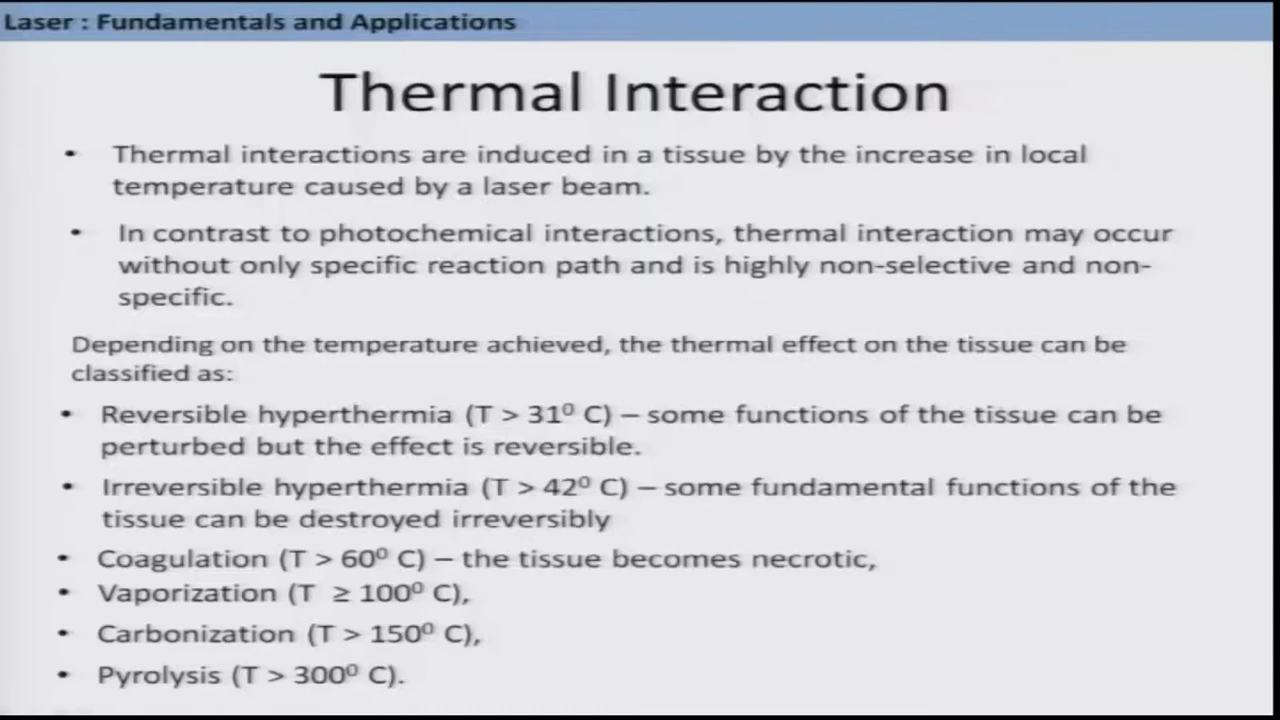 Laser : Fundamentals and Applications
Thermal Interaction
• Thermal interactions are induced in a tissue by the increase in local
temperature caused by a laser beam.
• In contrast to photochemical interactions, thermal interaction may occur
without only specific reaction path and is highly non-selective and non-
specific.
Depending on the temperature achieved, the thermal effect on the tissue can be
classified as:
• Reversible hyperthermia (T > 31⁰ C) – some functions of the tissue can be
perturbed but the effect is reversible.
• Irreversible hyperthermia (T > 42⁰ C) – some fundamental functions of the
tissue can be destroyed irreversibly
• Coagulation (T > 60⁰ C) – the tissue becomes necrotic,
• Vaporization (T ≥ 100⁰ C),
• Carbonization (T > 150⁰ C),
• Pyrolysis (T > 300⁰ C).